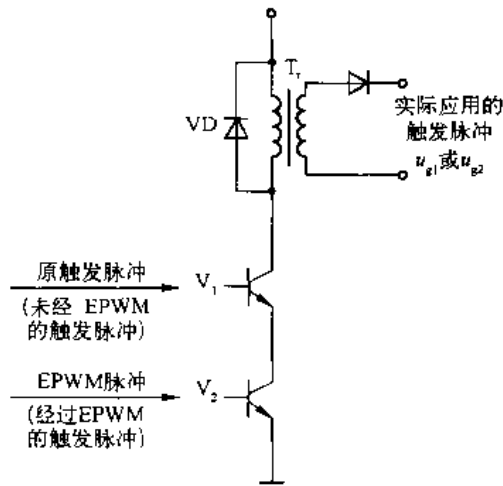 Tr
VD
实际应用的
触发脉冲
ug1或ug2
原触发脉冲
(未经 EPWM
的触发脉冲)
V1
EPWM脉冲
(经过EPWM
的触发脉冲)
V2